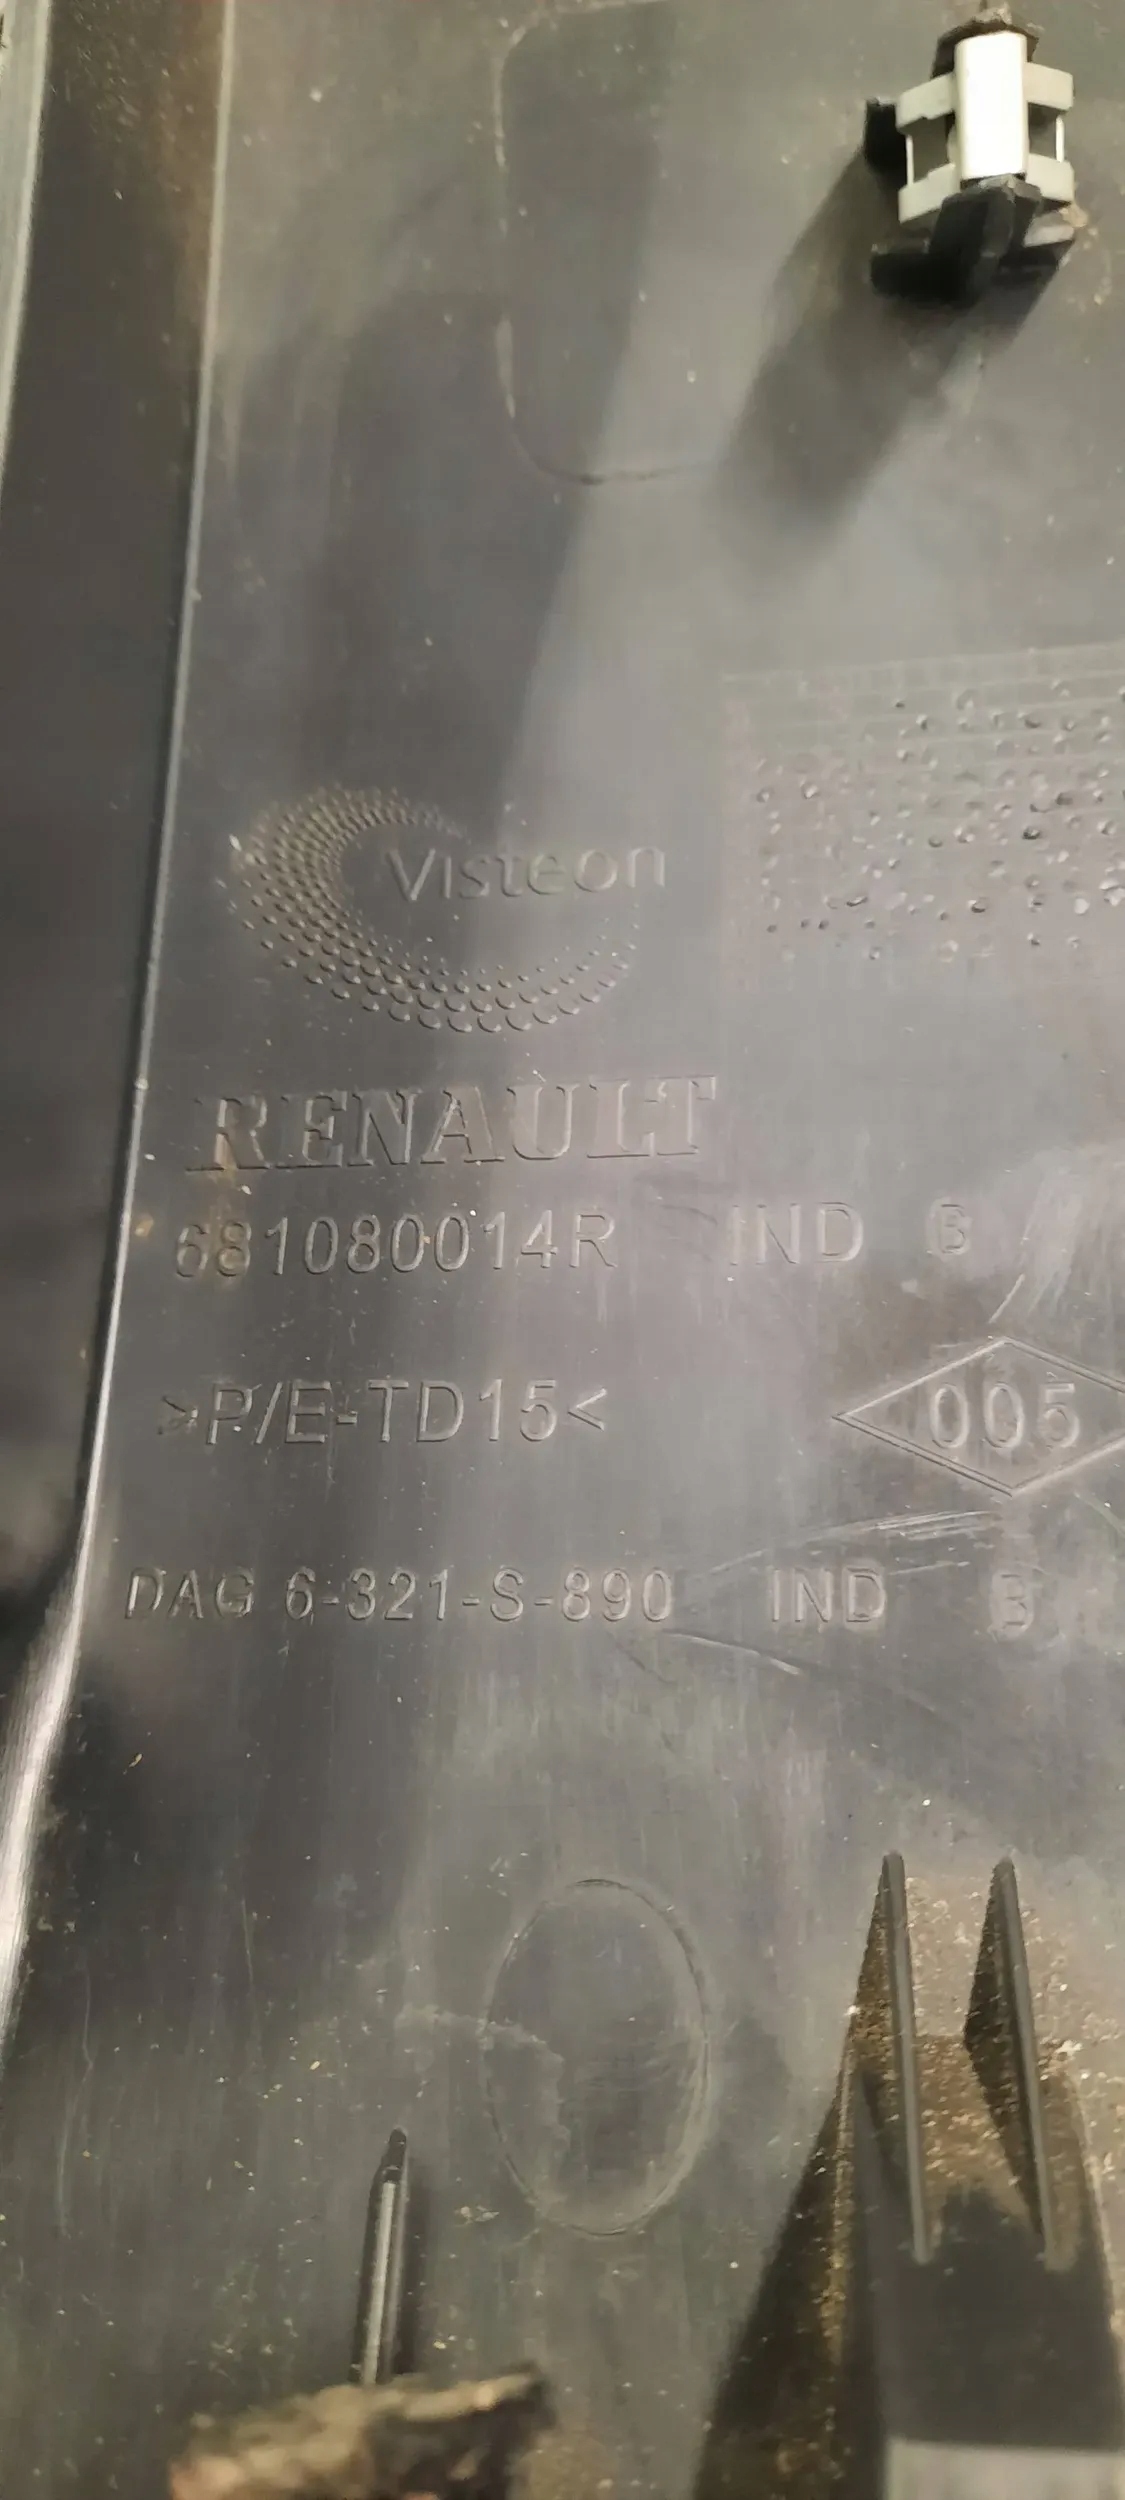 Visteon
RENAULT
681080014R IND B
>P/E-TD15< 005
DAG 6-321-S-890 IND B